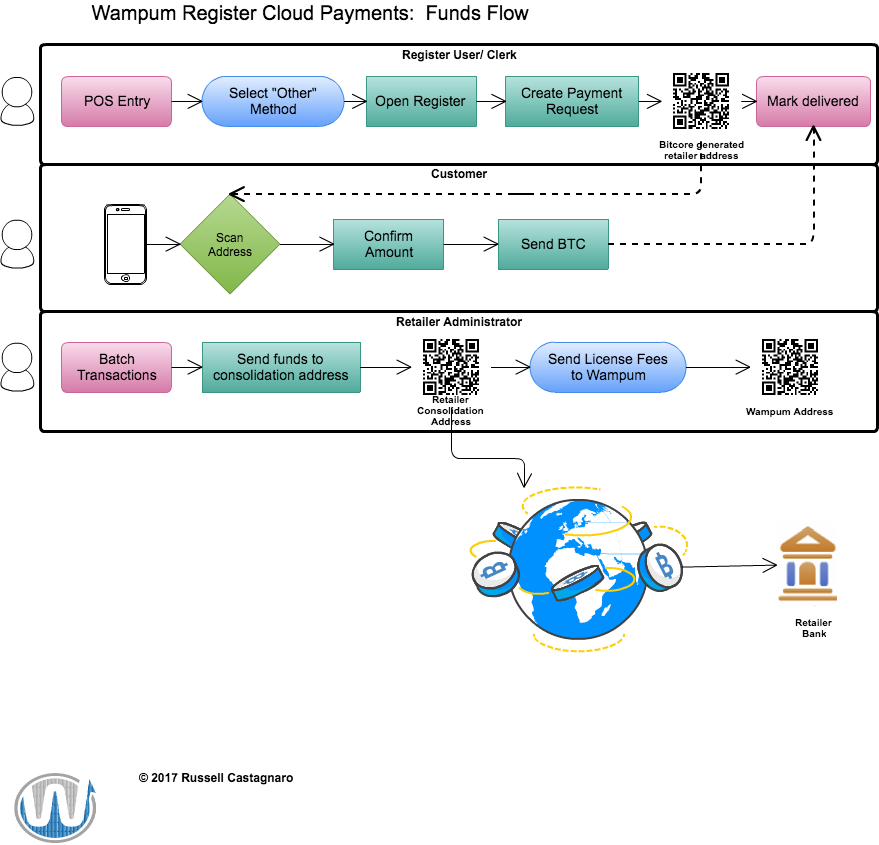 Wampum Register Cloud Payments:  Funds Flow
Register User/ Clerk
POS Entry
Select "Other"
Method
Open Register
Create Payment
Request
Bitcore generated
retailer address
Mark delivered
Customer
Scan
Address
Confirm
Amount
Send BTC
Retailer Administrator
Batch
Transactions
Send funds to
consolidation address
Retailer
Consolidation
Address
Send License Fees
to Wampum
Wampum Address
Retailer
Bank
© 2017 Russell Castagnaro